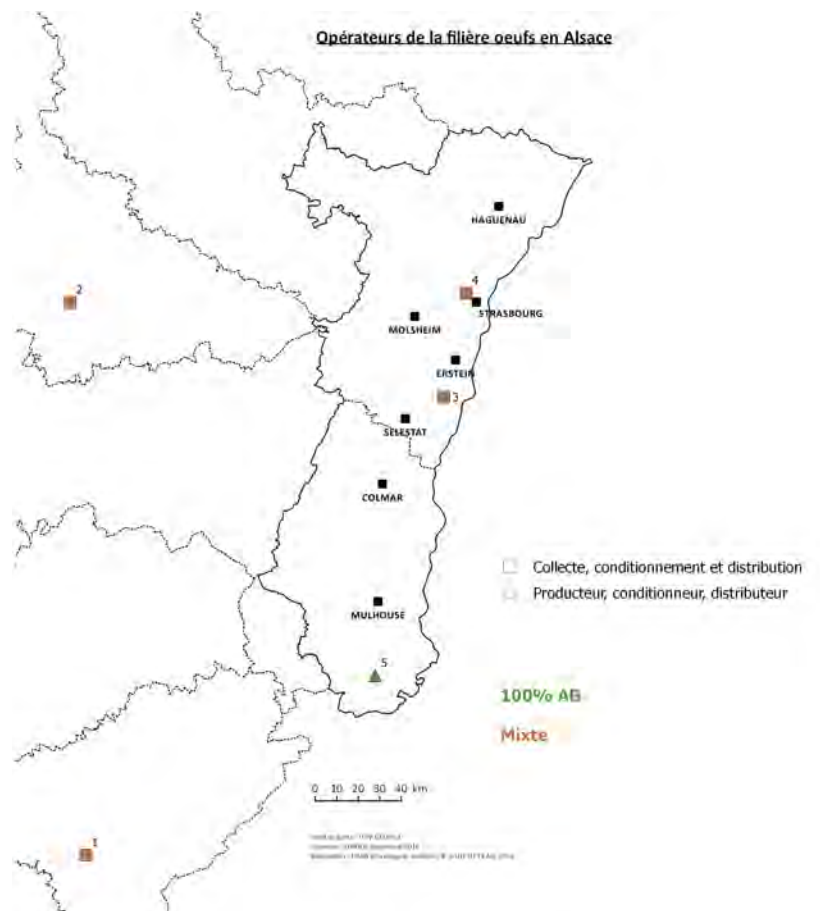 Opérateurs de la filière oeufs en Alsace
HAGUENAU
2
4
STRASBOURG
MOLSHEIM
ERSTEIN
3
SELESTAT
COLMAR
Collecte, conditionnement et distribution
Producteur, conditionneur, distributeur
MULHOUSE
5
100% AB
Mixte
0 10 20 30 40 km
1